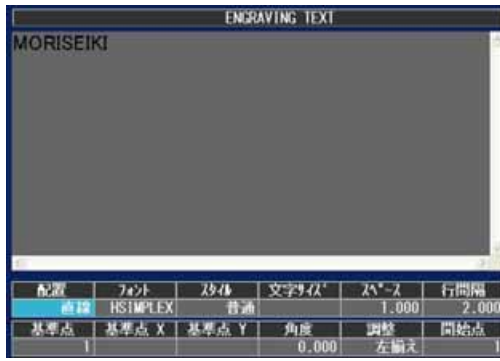 ENGRAVING TEXT
MORISEIKI
配置 フォント スタイル 文字サイズ スペース 行間隔
直線 HSIMPLEX 普通 1.000 2.000
基準点 基準点 X 基準点 Y 角度 調整 開始点
1 0.000 左揃え 1